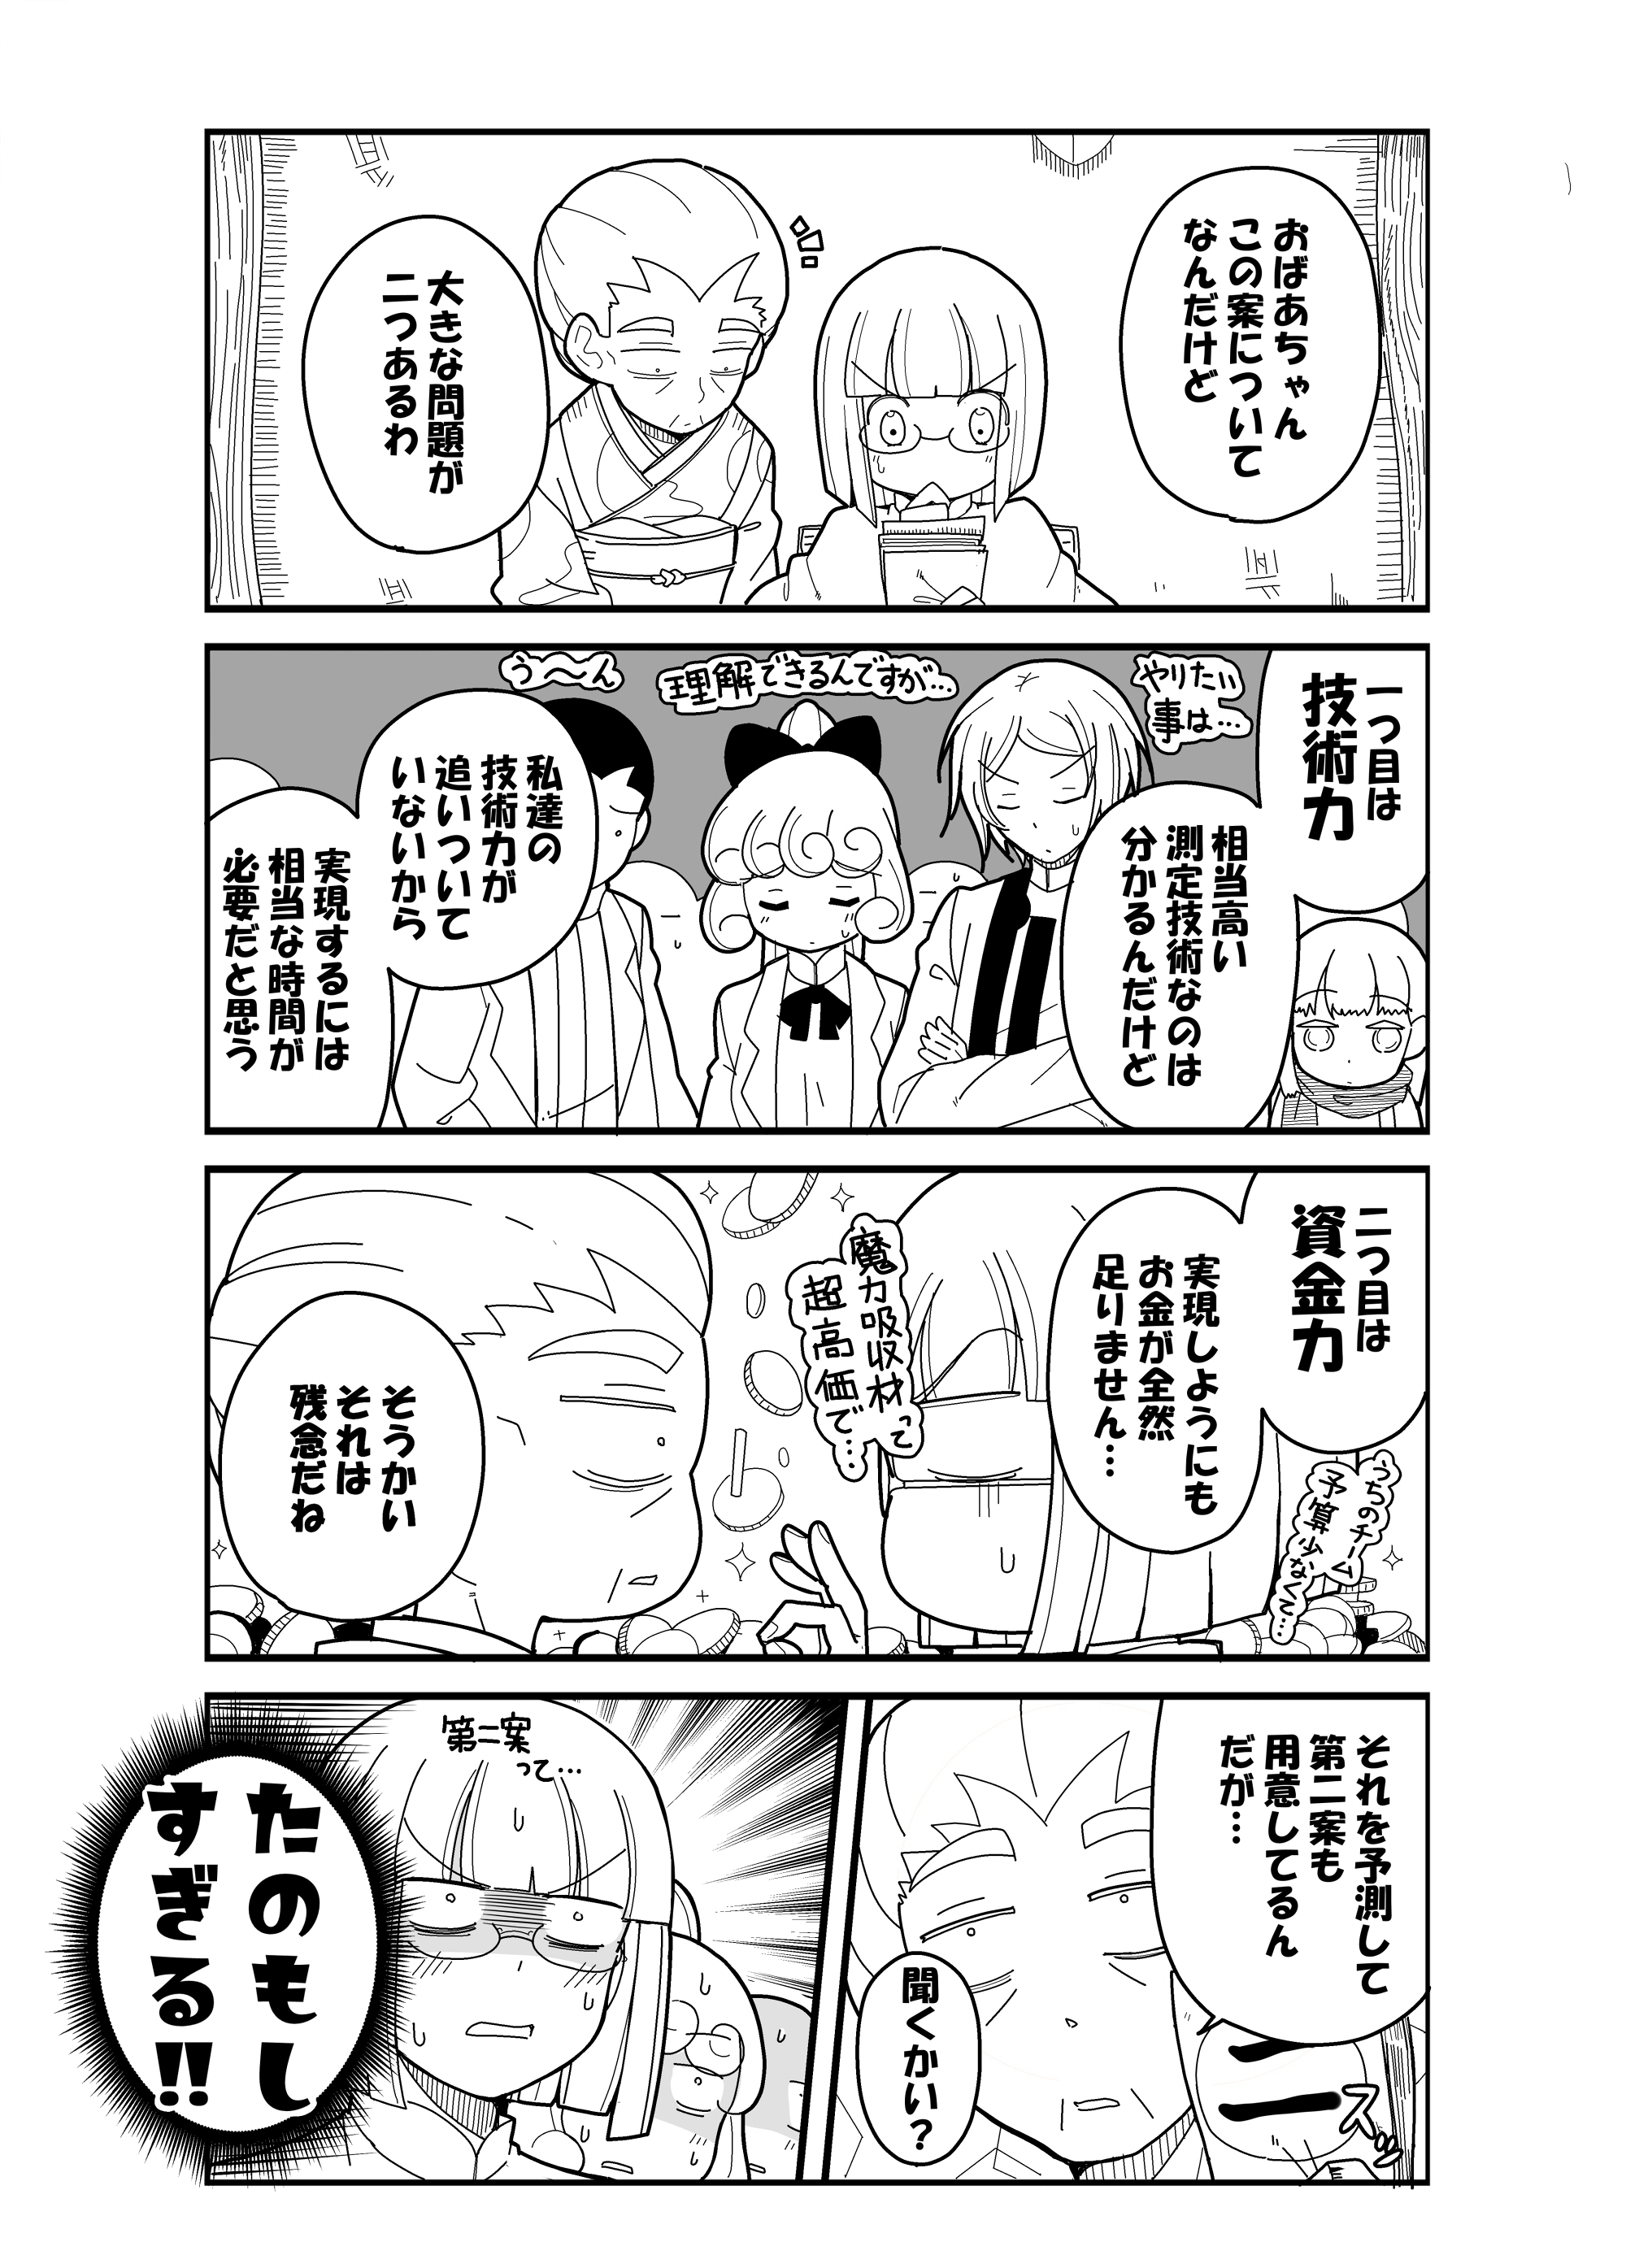 おばあちゃん
この案について
なんだけど
大きな問題が
二つあるわ
一つ目は
技術力
やりたい
事は…
相当高い
測定技術なのは
分かるんだけど
理解できるんですが…
う～ん
私達の
技術力が
追いついて
いないから
実現するには
相当な時間が
必要だと思う
二つ目は
資金力
うちのチーム
予算少なくて…
実現しようにも
お金が全然
足りません…
魔力吸収材って
超高価で…
そうかい
それは
残念だね
それを予測して
第二案も
用意してるん
だが…
二
スッ
聞くかい？
第二案
って…
たのもし
すぎる!!